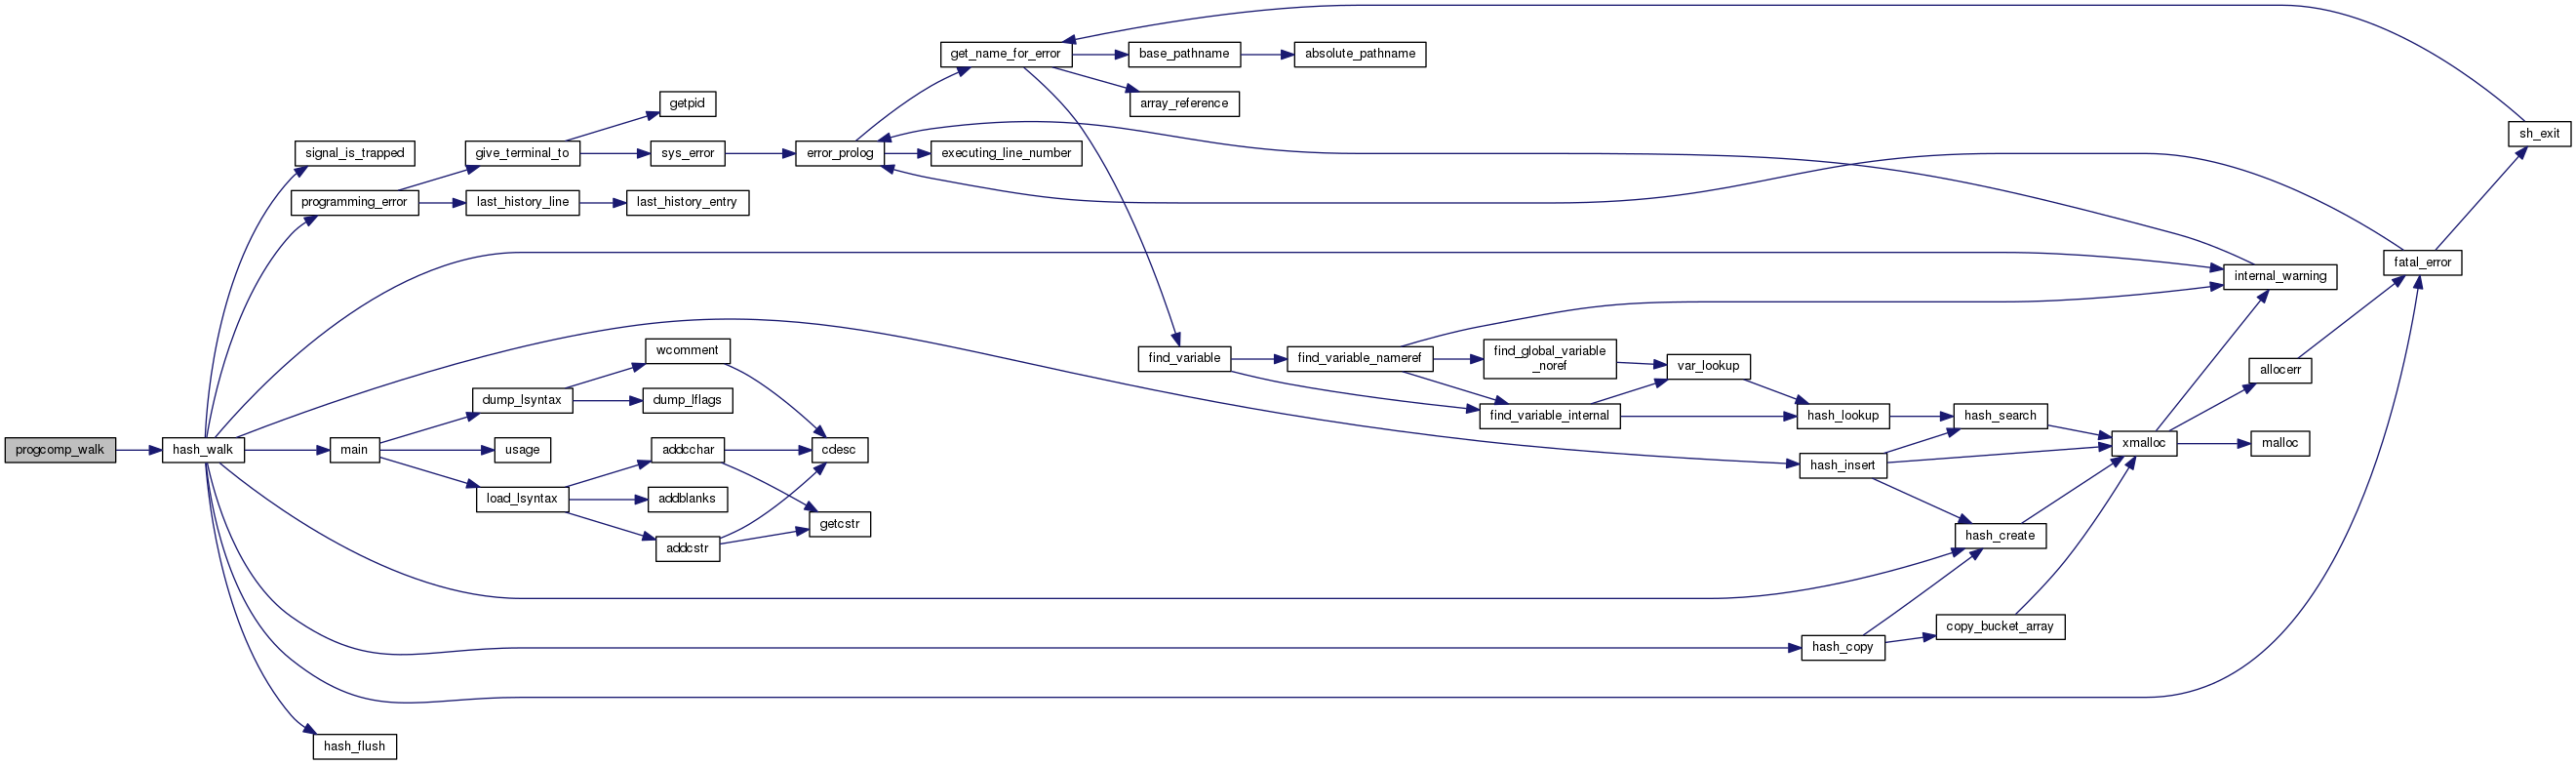 get_name_for_error
base_pathname
absolute_pathname
getpid
array_reference
sh_exit
signal_is_trapped
give_terminal_to
sys_error
error_prolog
executing_line_number
programming_error
last_history_line
last_history_entry
fatal_error
internal_warning
wcomment
find_variable
find_variable_nameref
find_global_variable
_noref
var_lookup
allocerr
dump_lsyntax
dump_lflags
find_variable_internal
hash_lookup
hash_search
progcomp_walk
hash_walk
main
usage
addcchar
cdesc
xmalloc
malloc
hash_insert
load_lsyntax
addblanks
getcstr
addcstr
hash_create
copy_bucket_array
hash_copy
hash_flush